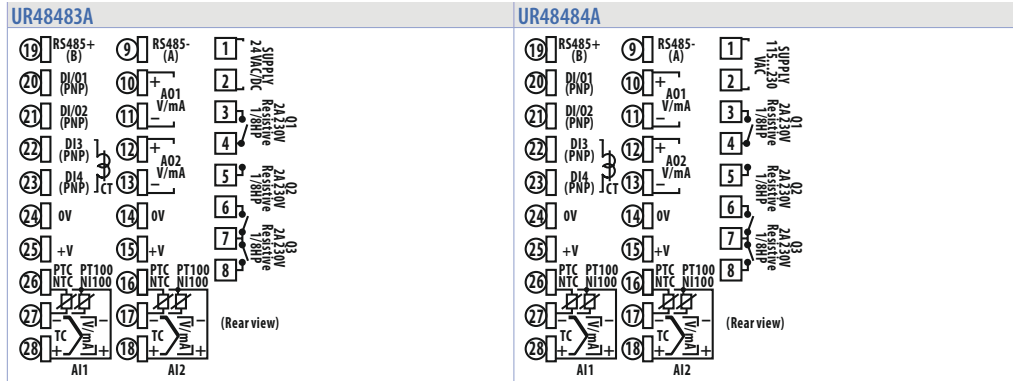 UR48483A
19 RS485+ (B) 9 RS485- (A) 1
20 DI/O1 (PNP) 10 + 2
SUPPLY 24 VAC/DC
21 DI/O2 (PNP) 11 − AO1 V/mA 3
22 DI3 (PNP) 12 + 4
Q1 2A 230V Resistive 1/8HP
23 DI4 (PNP) CT 13 − AO2 V/mA 5
24 0V 14 0V 6
Q2 2A 230V Resistive 1/8HP
25 +V 15 +V 7
26 PTC NTC PT100 NI100 16 PTC NTC PT100 NI100 8
Q3 2A 230V Resistive 1/8HP
27 − − 17 − −
28 + TC V/mA + 18 + TC V/mA +
AI1 AI2
(Rear view)
UR48484A
19 RS485+ (B) 9 RS485- (A) 1
20 DI/O1 (PNP) 10 + 2
SUPPLY 115...230 VAC
21 DI/O2 (PNP) 11 − AO1 V/mA 3
22 DI3 (PNP) 12 + 4
Q1 2A 230V Resistive 1/8HP
23 DI4 (PNP) CT 13 − AO2 V/mA 5
24 0V 14 0V 6
Q2 2A 230V Resistive 1/8HP
25 +V 15 +V 7
26 PTC NTC PT100 NI100 16 PTC NTC PT100 NI100 8
Q3 2A 230V Resistive 1/8HP
27 − − 17 − −
28 + TC V/mA + 18 + TC V/mA +
AI1 AI2
(Rear view)